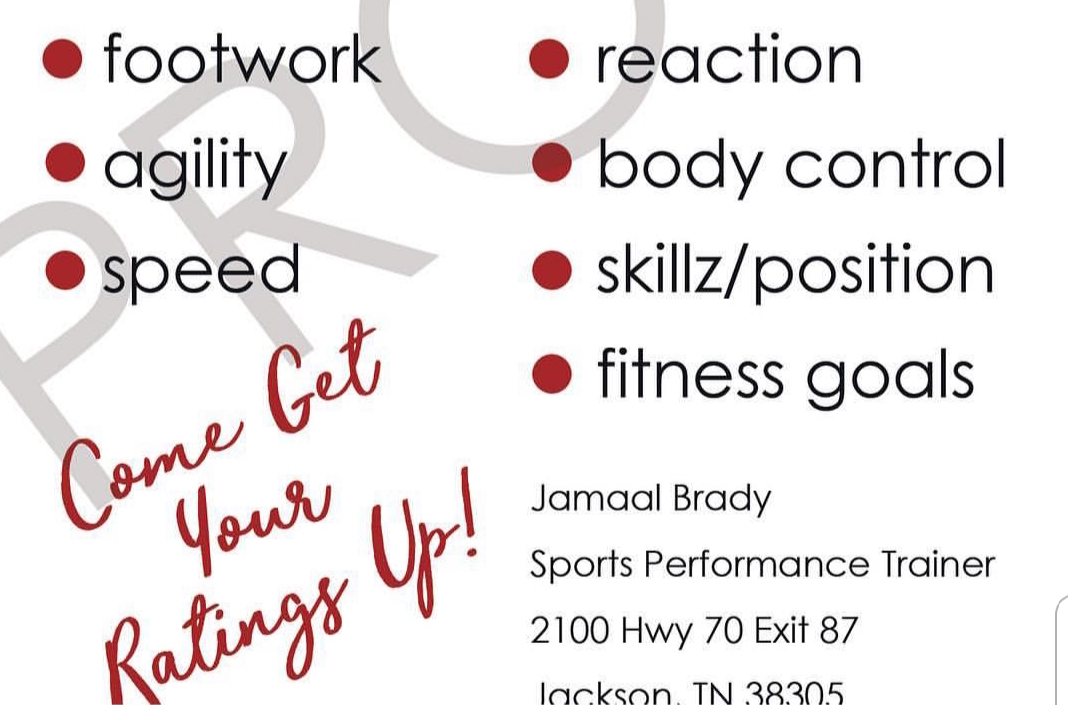 PRO
footwork
agility
speed
reaction
body control
skillz/position
fitness goals
Come Get
Your
Ratings Up!
Jamaal Brady
Sports Performance Trainer
2100 Hwy 70 Exit 87
Jackson, TN 38305